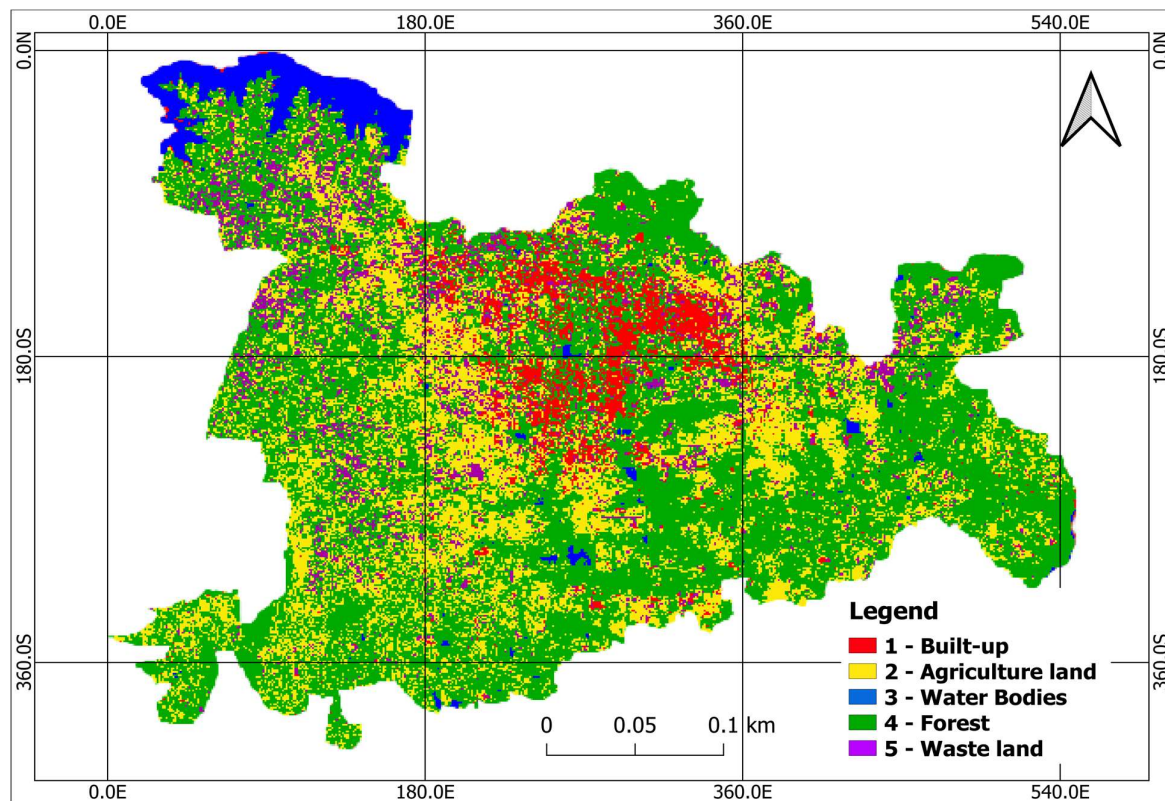 0.0E 180.0E 360.0E 540.0E
0.0N 0.0N
180.0S 180.0S
360.0S 360.0S
Legend
1 - Built-up
2 - Agriculture land
3 - Water Bodies
4 - Forest
5 - Waste land
0 0.05 0.1 km
0.0E 180.0E 360.0E 540.0E